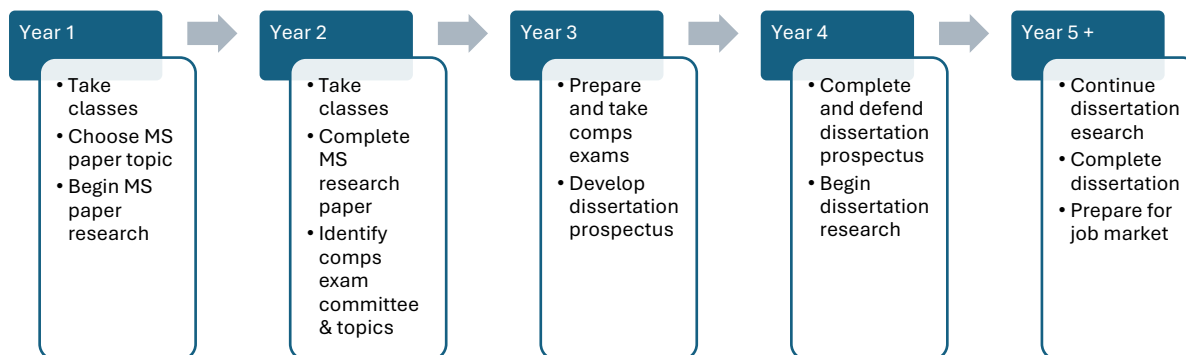 Year 1
• Take
classes
• Choose MS
paper topic
• Begin MS
paper
research
Year 2
• Take
classes
• Complete
MS
research
paper
• Identify
comps
exam
committee
& topics
Year 3
• Prepare
and take
comps
exams
• Develop
dissertation
prospectus
Year 4
• Complete
and defend
dissertation
prospectus
• Begin
dissertation
research
Year 5 +
• Continue
dissertation
esearch
• Complete
dissertation
• Prepare for
job market